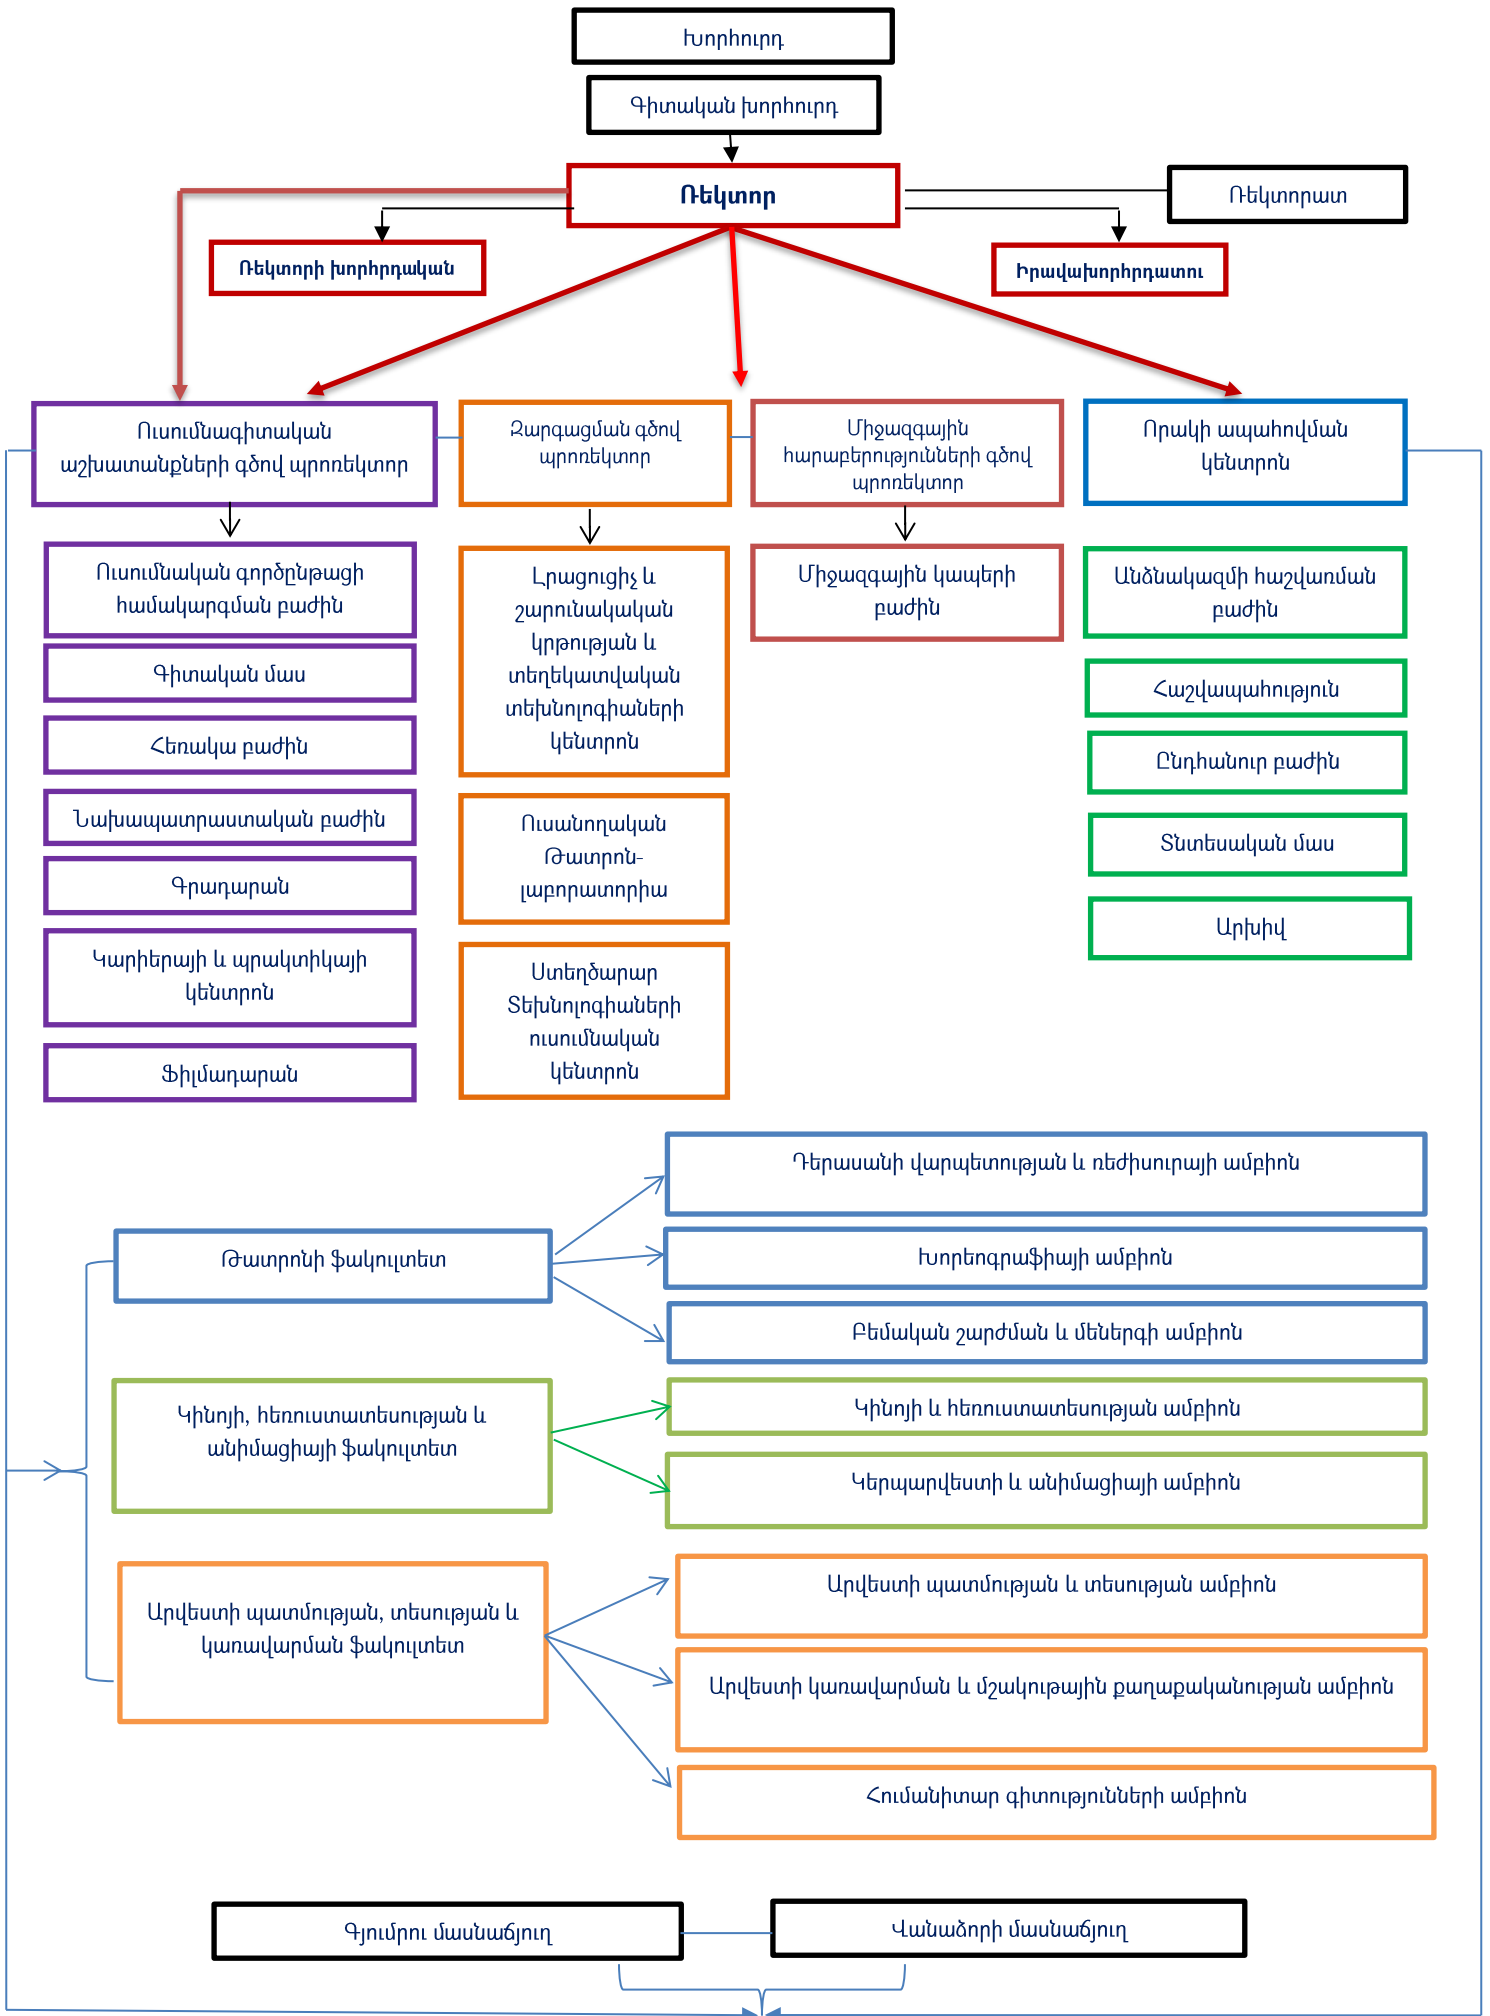 Խորհուրդ
Գիտական խորհուրդ
Ռեկտոր
Ռեկտորատ
Ռեկտորի խորհրդական
Իրավախորհրդատու
Ուսումնագիտական
աշխատանքների գծով պրոռեկտոր
Զարգացման գծով
պրոռեկտոր
Միջազգային
հարաբերությունների գծով
պրոռեկտոր
Որակի ապահովման
կենտրոն
Ուսումնական գործընթացի
համակարգման բաժին
Գիտական մաս
Հեռակա բաժին
Նախապատրաստական բաժին
Գրադարան
Կարիերայի և պրակտիկայի
կենտրոն
Ֆիլմադարան
Լրացուցիչ և
շարունակական
կրթության և
տեղեկատվական
տեխնոլոգիաների
կենտրոն
Ուսանողական
Թատրոն-
լաբորատորիա
Ստեղծարար
Տեխնոլոգիաների
ուսումնական
կենտրոն
Միջազգային կապերի
բաժին
Անձնակազմի հաշվառման
բաժին
Հաշվապահություն
Ընդհանուր բաժին
Տնտեսական մաս
Արխիվ
Թատրոնի ֆակուլտետ
Դերասանի վարպետության և ռեժիսուրայի ամբիոն
Խորեոգրաֆիայի ամբիոն
Բեմական շարժման և մեներգի ամբիոն
Կինոյի, հեռուստատեսության և
անիմացիայի ֆակուլտետ
Կինոյի և հեռուստատեսության ամբիոն
Կերպարվեստի և անիմացիայի ամբիոն
Արվեստի պատմության, տեսության և
կառավարման ֆակուլտետ
Արվեստի պատմության և տեսության ամբիոն
Արվեստի կառավարման և մշակութային քաղաքականության ամբիոն
Հումանիտար գիտությունների ամբիոն
Գյումրու մասնաճյուղ
Վանաձորի մասնաճյուղ